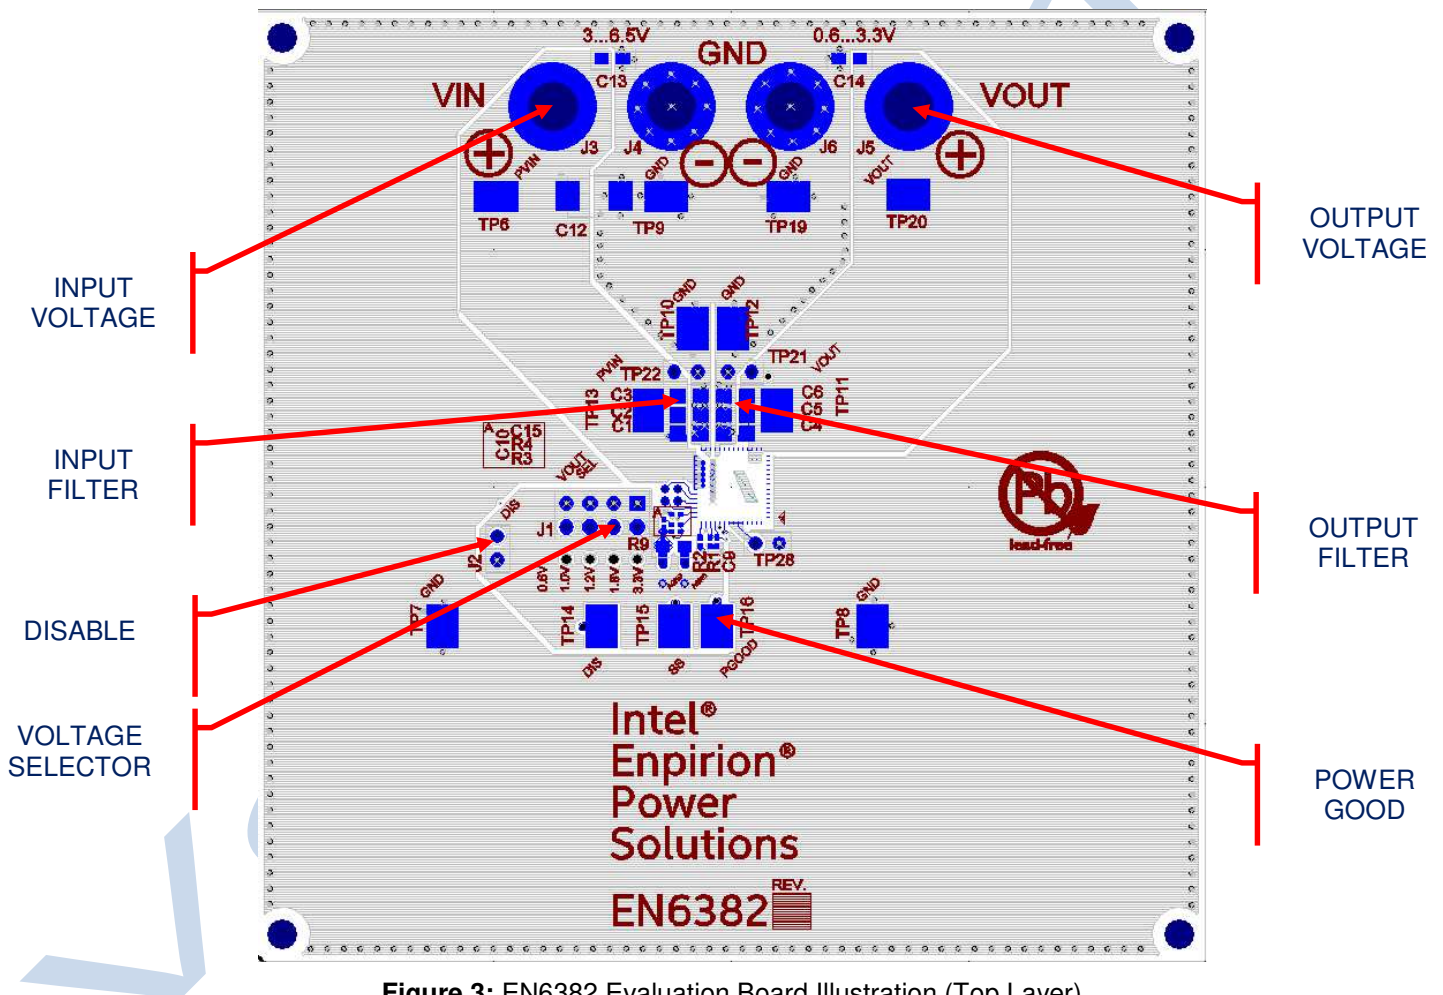 3...6.5V
0.6...3.3V
GND
C13
C14
VIN
VOUT
J3
J4
J6
J5
PVIN
GND
GND
VOUT
TP6
C12
TP9
TP19
TP20
OUTPUT
VOLTAGE
INPUT
VOLTAGE
GND
GND
TP10
TP12
PVIN
TP22
TP21
VOUT
TP13
C3
C2
C1
C6
C5
C4
TP11
A
C10
C15
R4
R3
INPUT
FILTER
VOUT
SEL
Pb
lead-free
OUTPUT
FILTER
DIS
J1
A
R9
J2
0.6V
1.0V
1.2V
1.8V
3.3V
C9
TP28
GND
TP7
TP14
TP15
TP16
GND
TP8
DISABLE
DIS
SS
PGOOD
VOLTAGE
SELECTOR
Intel®
Enpirion®
Power
Solutions
POWER
GOOD
REV.
EN6382
Figure 3: EN6382 Evaluation Board Illustration (Top Layer)